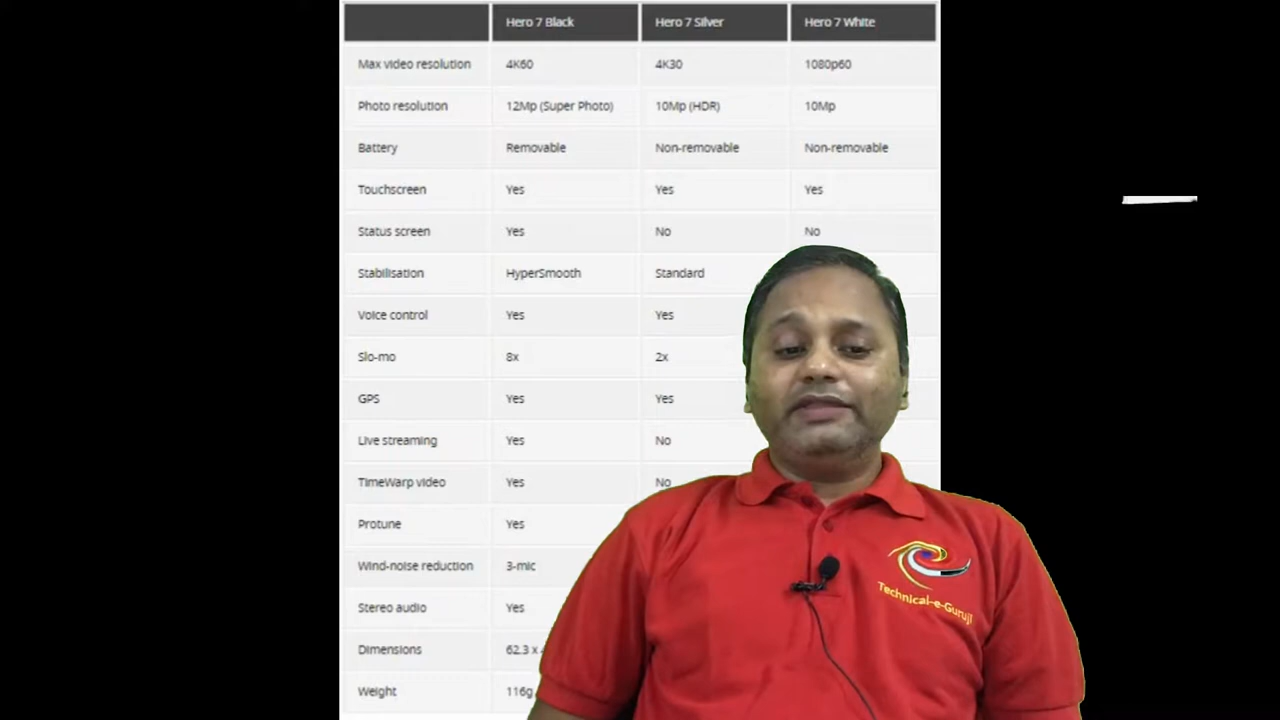 Hero 7 Black Hero 7 Silver Hero 7 White
Max video resolution 4K60 4K30 1080p60
Photo resolution 12Mp (Super Photo) 10Mp (HDR) 10Mp
Battery Removable Non-removable Non-removable
Touchscreen Yes Yes Yes
Status screen Yes No No
Stabilisation HyperSmooth Standard
Voice control Yes Yes
Slo-mo 8x 2x
GPS Yes Yes
Live streaming Yes No
TimeWarp video Yes No
Protune Yes
Wind-noise reduction 3-mic
Stereo audio Yes
Dimensions 62.3 x
Weight 116g
Technical-e-Guruji